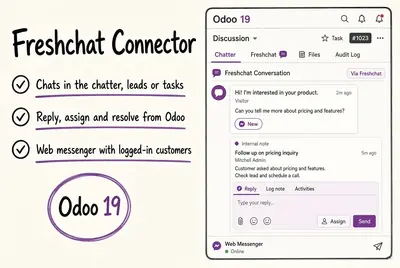 Freshchat Connector
Chats in the chatter, leads or tasks
Reply, assign and resolve from Odoo
Web messenger with logged-in customers
Odoo 19
Odoo 19
Discussion
Task
#1023
Chatter
Freshchat
Files
Audit Log
Freshchat Conversation
Via Freshchat
Hi! I'm interested in your product.
2m ago
Visitor
Can you tell me more about pricing and features?
New
Internal note
Follow up on pricing inquiry
5m ago
Mitchell Admin
Customer asked about pricing and features.
Check lead and schedule a call.
Reply
Log note
Activities
Type your reply...
Assign
Send
Web Messenger
Online